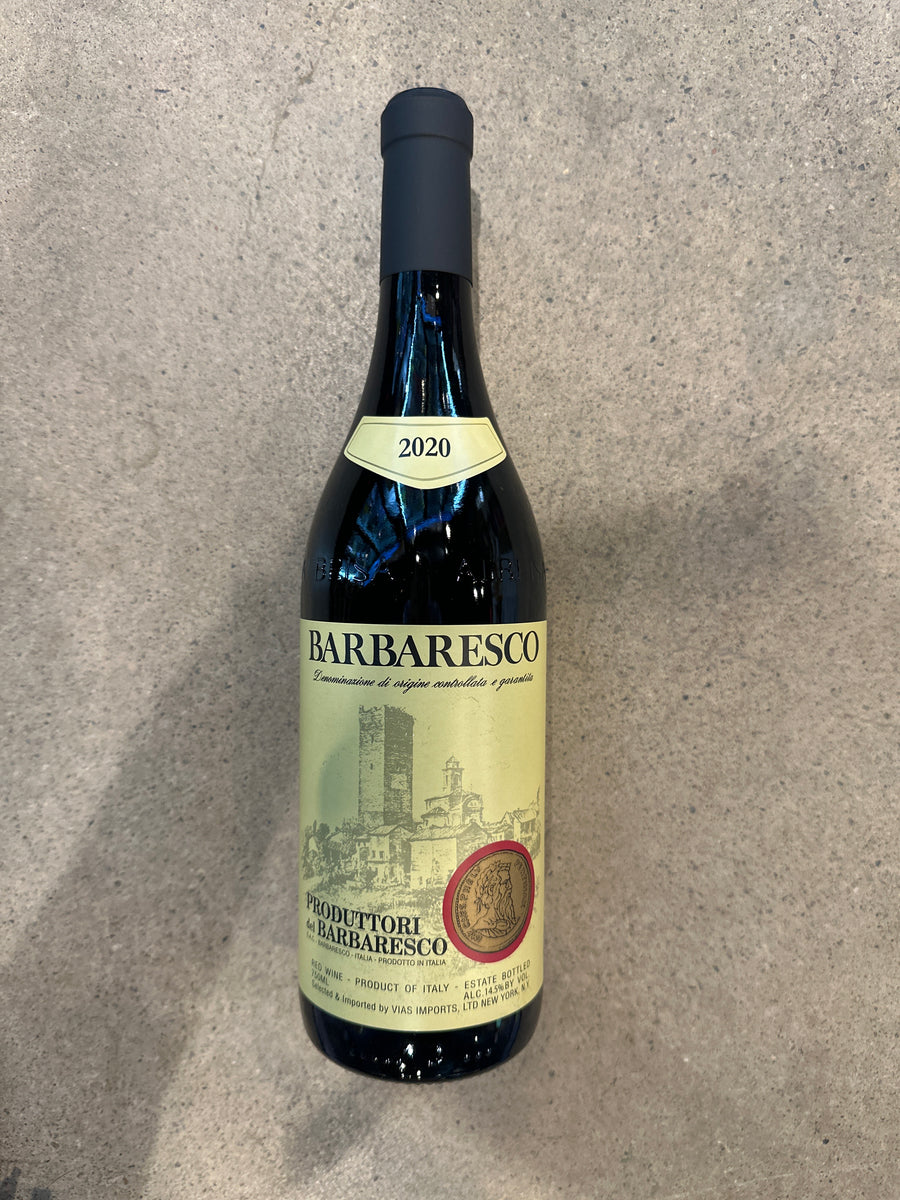 2020
BARBARESCO
Denominazione di origine controllata e garantita
PRODUTTORI
del BARBARESCO
BARBARESCO - ITALIA - PRODOTTO IN ITALIA
RED WINE - PRODUCT OF ITALY - ESTATE BOTTLED
750ML ALC. 14.5% BY VOL.
Selected & Imported by VIAS IMPORTS, LTD NEW YORK, N.Y.